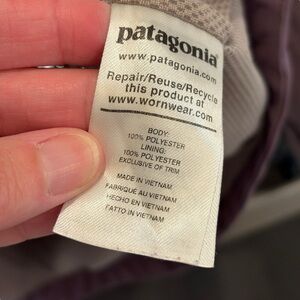 patagonia
www.patagonia.com
Repair/Reuse/Recycle
this product at
www.wornwear.com
BODY:
100% POLYESTER
LINING:
100% POLYESTER
EXCLUSIVE OF TRIM
MADE IN VIETNAM
FABRIQUÉ AU VIETNAM
HECHO EN VIETNAM
FATTO IN VIETNAM